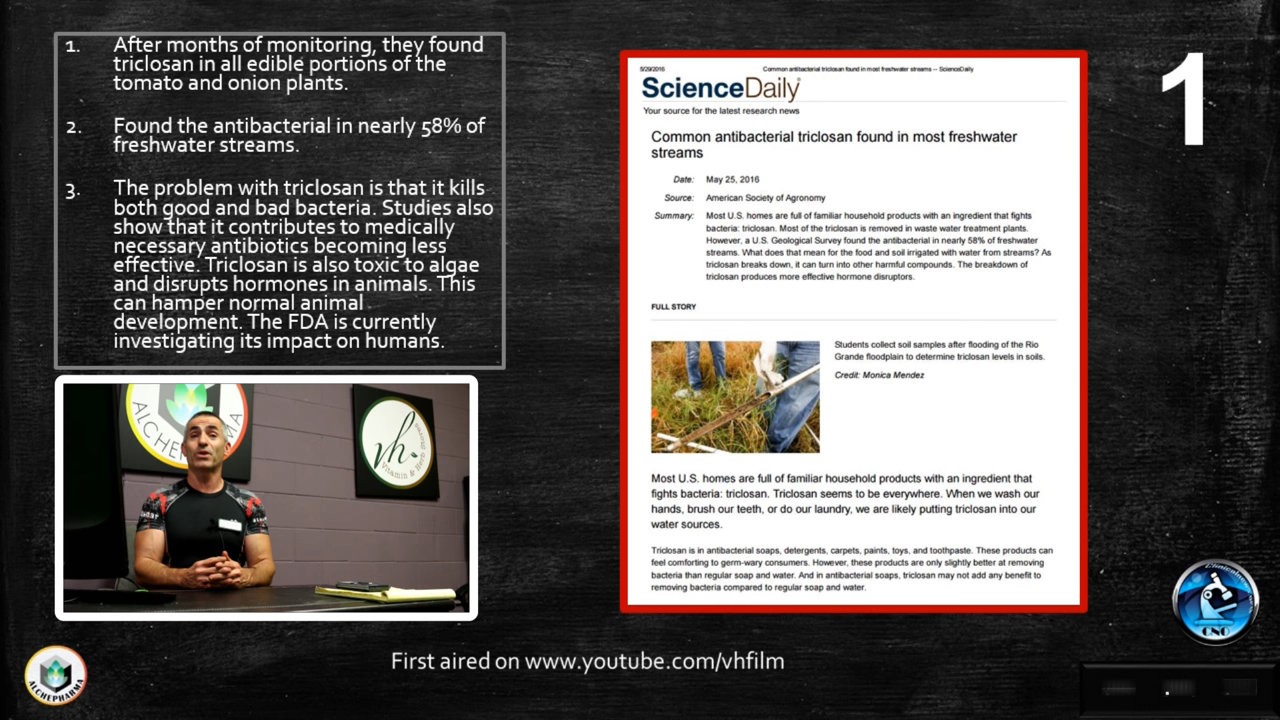 1. After months of monitoring, they found
triclosan in all edible portions of the
tomato and onion plants.
2. Found the antibacterial in nearly 58% of
freshwater streams.
3. The problem with triclosan is that it kills
both good and bad bacteria. Studies also
show that it contributes to medically
necessary antibiotics becoming less
effective. Triclosan is also toxic to algae
and disrupts hormones in animals. This
can hamper normal animal
development. The FDA is currently
investigating its impact on humans.
ALCHEPHARMA
vh
Vitamin & Herb Stores
5/29/2016 Common antibacterial triclosan found in most freshwater streams -- ScienceDaily
ScienceDaily
Your source for the latest research news
Common antibacterial triclosan found in most freshwater
streams
Date: May 25, 2016
Source: American Society of Agronomy
Summary: Most U.S. homes are full of familiar household products with an ingredient that fights
bacteria: triclosan. Most of the triclosan is removed in waste water treatment plants.
However, a U.S. Geological Survey found the antibacterial in nearly 58% of freshwater
streams. What does that mean for the food and soil irrigated with water from streams? As
triclosan breaks down, it can turn into other harmful compounds. The breakdown of
triclosan produces more effective hormone disruptors.
FULL STORY
Students collect soil samples after flooding of the Rio
Grande floodplain to determine triclosan levels in soils.
Credit: Monica Mendez
Most U.S. homes are full of familiar household products with an ingredient that
fights bacteria: triclosan. Triclosan seems to be everywhere. When we wash our
hands, brush our teeth, or do our laundry, we are likely putting triclosan into our
water sources.
Triclosan is in antibacterial soaps, detergents, carpets, paints, toys, and toothpaste. These products can
feel comforting to germ-wary consumers. However, these products are only slightly better at removing
bacteria than regular soap and water. And in antibacterial soaps, triclosan may not add any benefit to
removing bacteria compared to regular soap and water.
1
CNO
ALCHEPHARMA
First aired on www.youtube.com/vhfilm